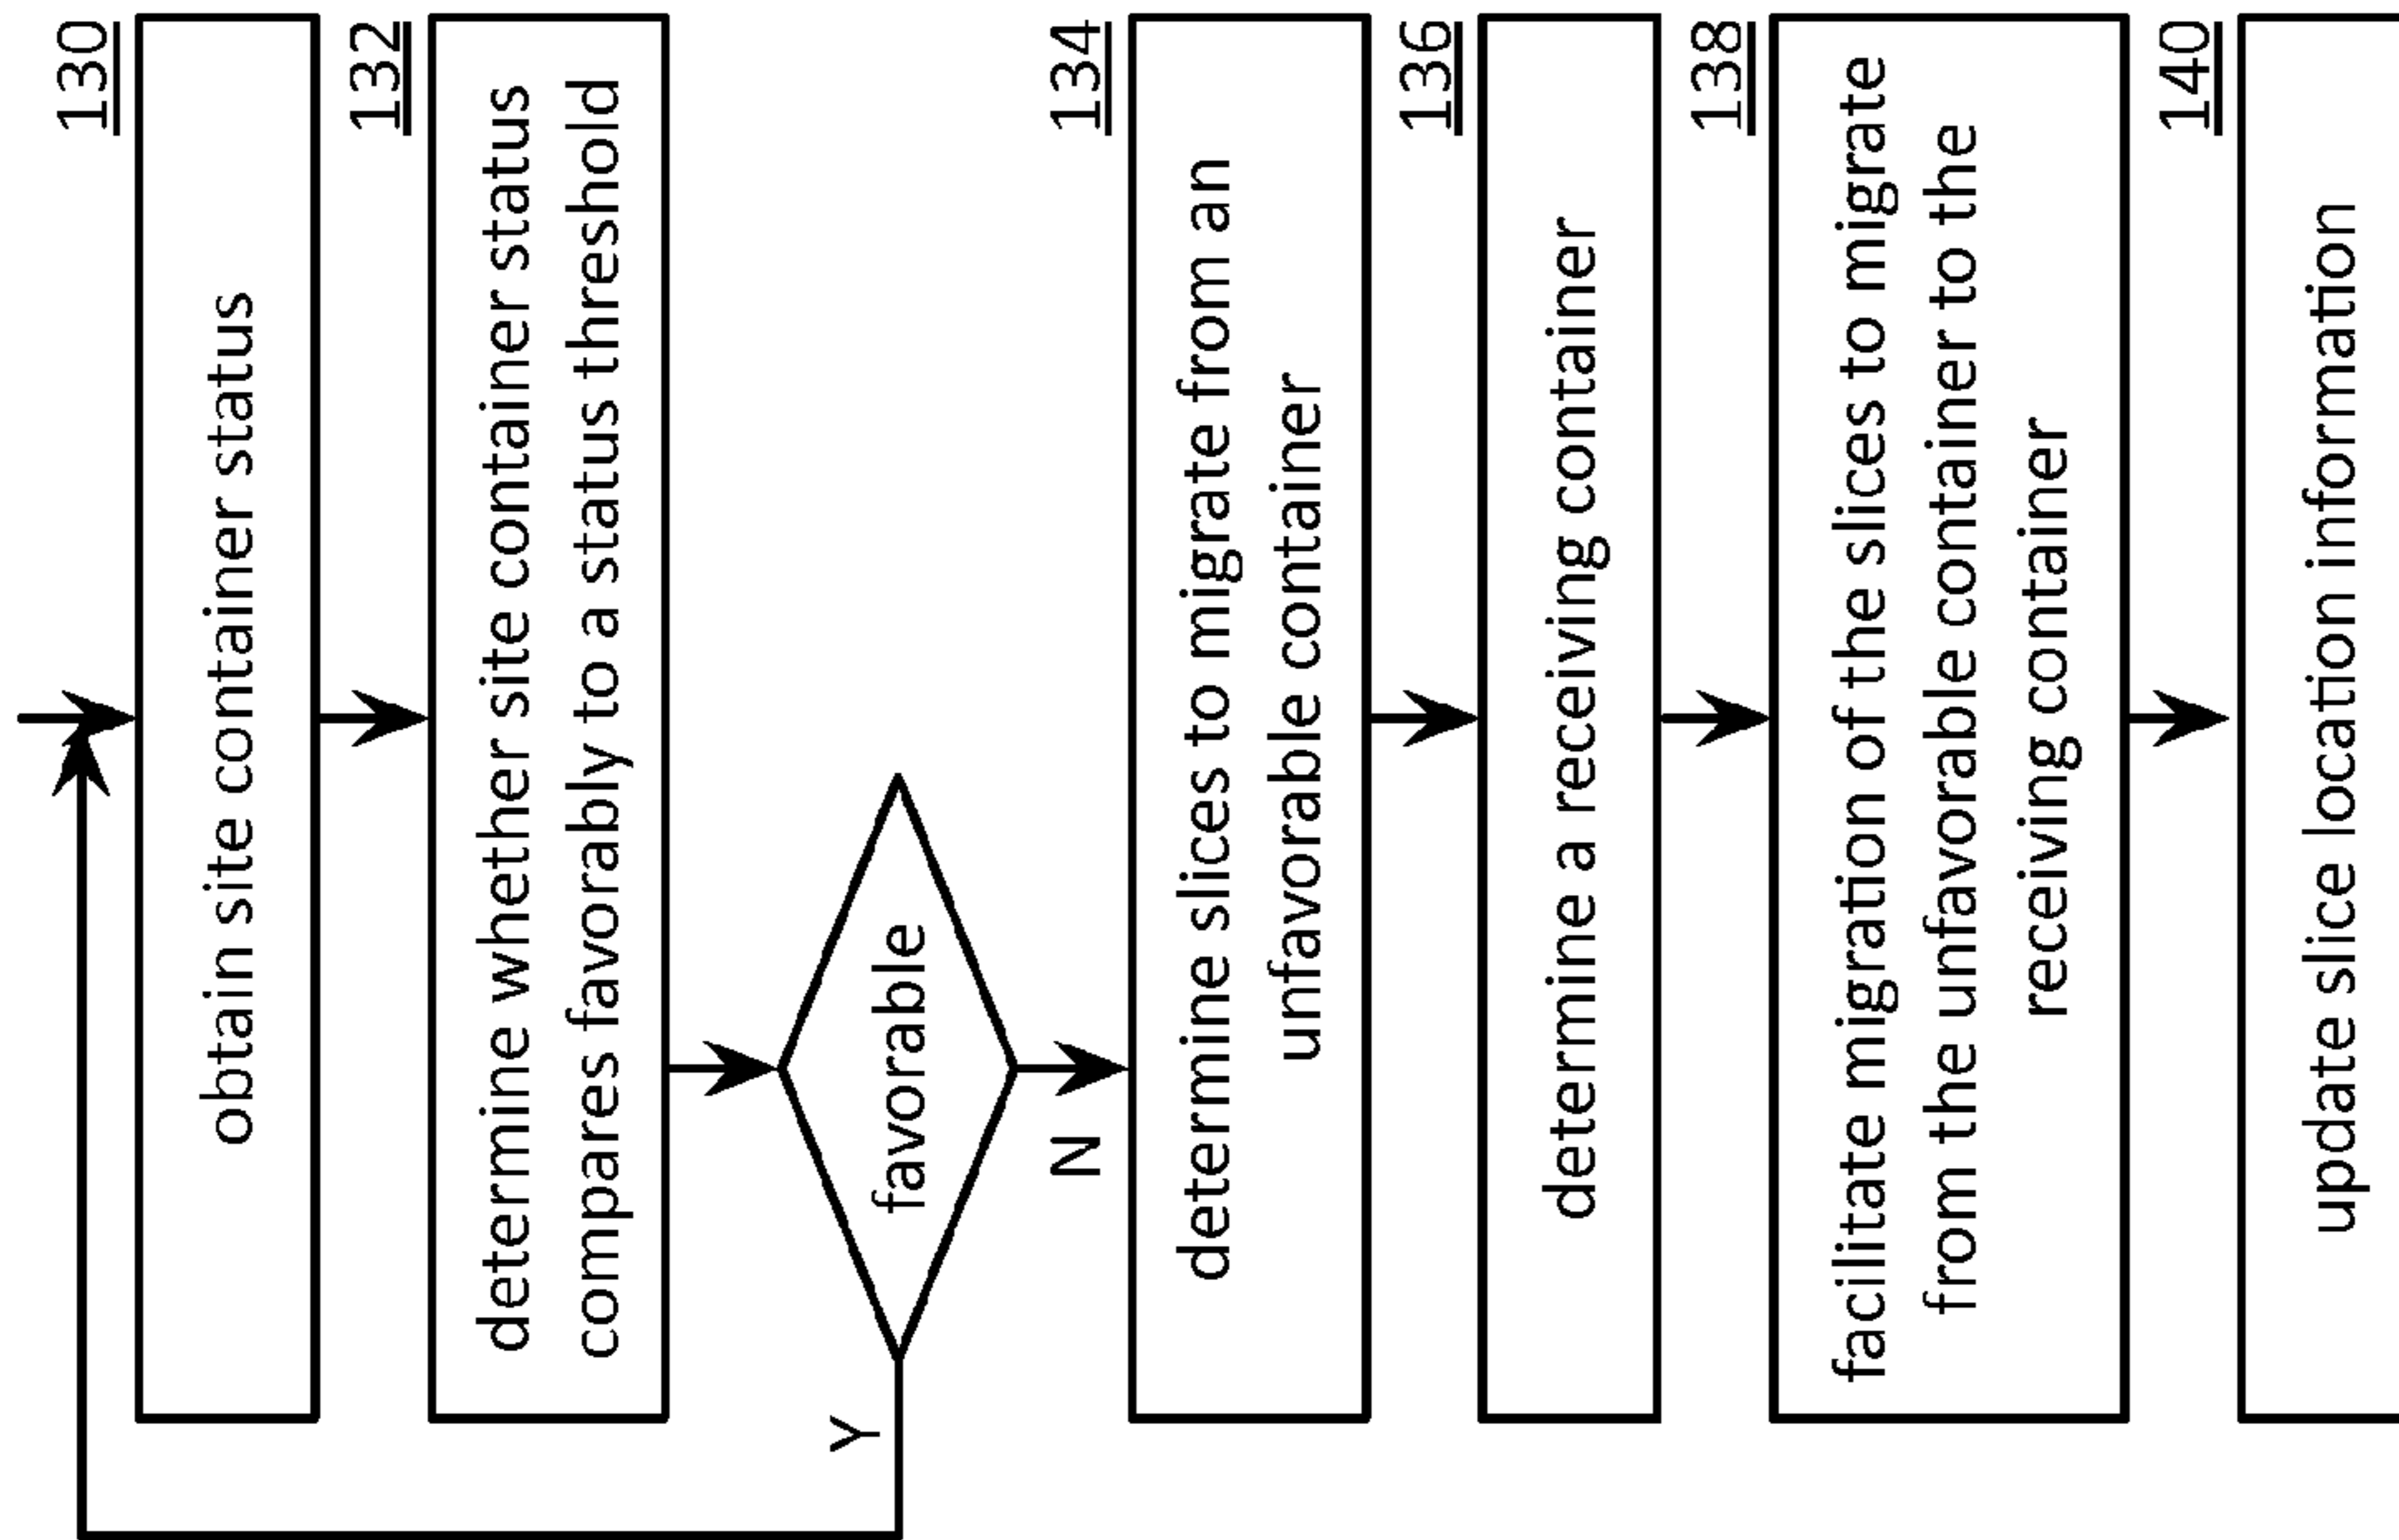 130
obtain site container status
132
determine whether site container status
compares favorably to a status threshold
favorable
Y
N
134
determine slices to migrate from an
unfavorable container
136
determine a receiving container
138
facilitate migration of the slices to migrate
from the unfavorable container to the
receiving container
140
update slice location information